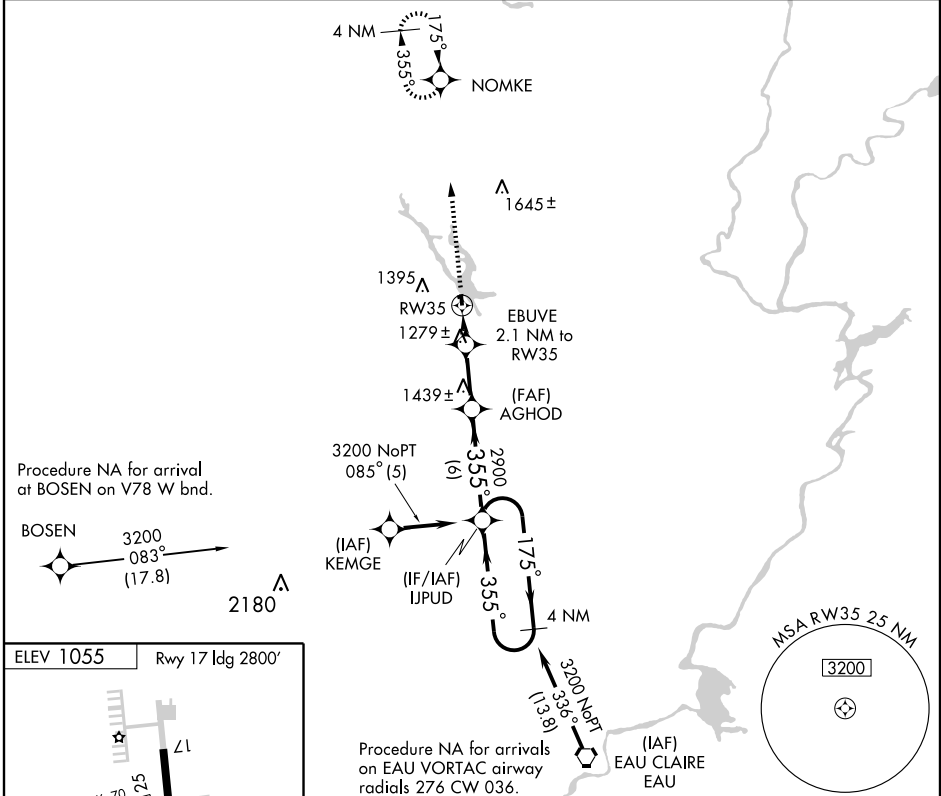 4 NM
175°
355°
NOMKE
1645±
1395
RW35
1279±
EBUVE
2.1 NM to
RW35
1439±
(FAF)
AGHOD
3200 NoPT
085° (5)
2900
355°
(6)
Procedure NA for arrival
at BOSEN on V78 W bnd.
BOSEN
3200
083°
(17.8)
2180
(IAF)
KEMGE
(IF/IAF)
IJPUD
175°
355°
4 NM
3200 NoPT
336°
(13.8)
MSA RW35 25 NM
3200
ELEV 1055
Rwy 17 ldg 2800'
17
Procedure NA for arrivals
on EAU VORTAC airway
radials 276 CW 036.
(IAF)
EAU CLAIRE
EAU